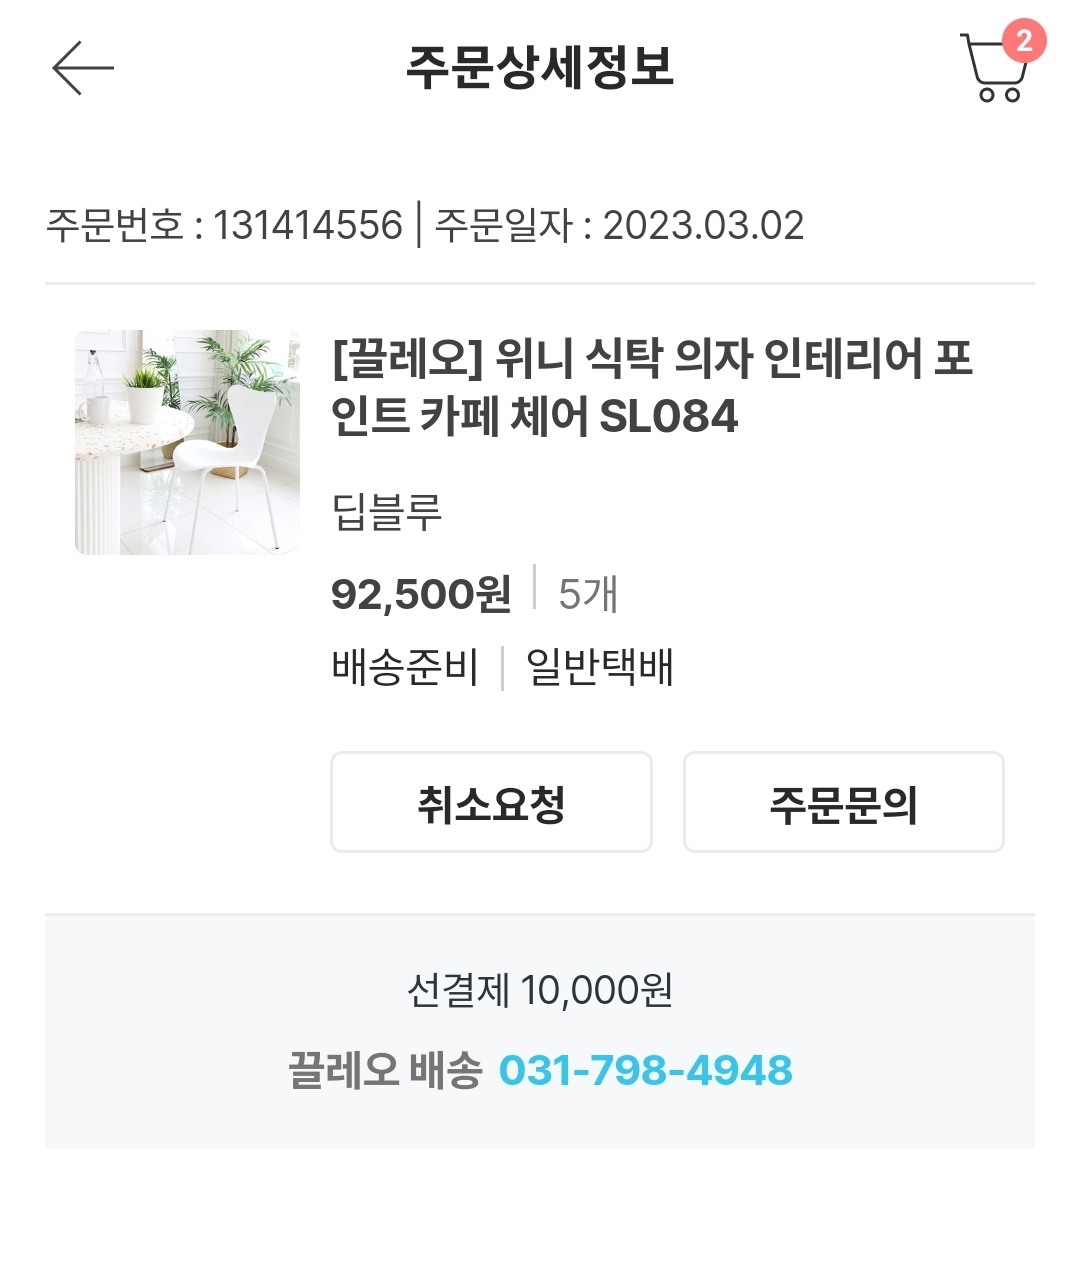 주문상세정보
2
주문번호 : 131414556 | 주문일자 : 2023.03.02
[끌레오] 위니 식탁 의자 인테리어 포
인트 카페 체어 SL084
딥블루
92,500원 | 5개
배송준비 | 일반택배
취소요청 주문문의
선결제 10,000원
끌레오 배송 031-798-4948